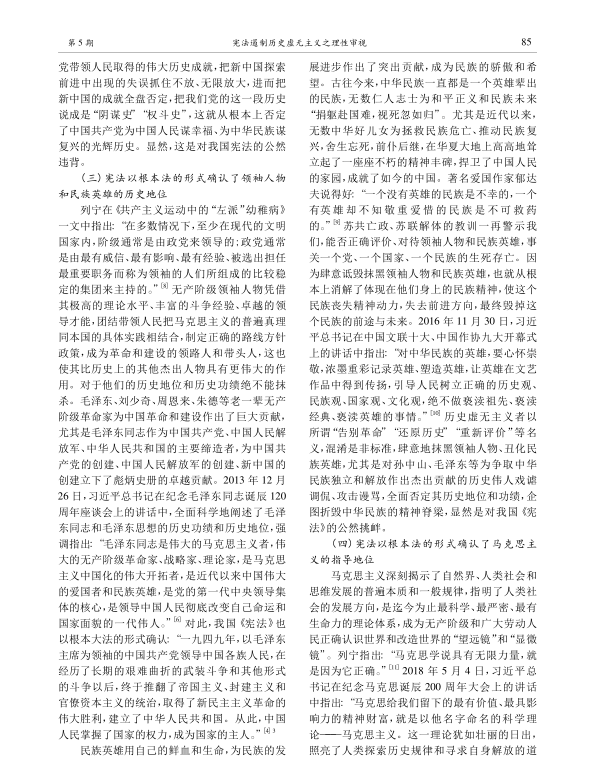 第 5 期
宪法遏制历史虚无主义之理性审视
85
党带领人民取得的伟大历史成就,把新中国探索
前进中出现的失误抓住不放、无限放大,进而把
新中国的成就全盘否定,把我们党的这一段历史
说成是“阴谋史”“权斗史”,这就从根本上否定
了中国共产党为中国人民谋幸福、为中华民族谋
复兴的光辉历史。显然,这是对我国宪法的公然
违背。
(三)宪法以根本法的形式确认了领袖人物
和民族英雄的历史地位
列宁在《共产主义运动中的“左派”幼稚病》
一文中指出:“在多数情况下,至少在现代的文明
国家内,阶级通常是由政党来领导的;政党通常
是由最有威信、最有影响、最有经验、被选出担任
最重要职务而称为领袖的人们所组成的比较稳
定的集团来主持的。”[8] 无产阶级领袖人物凭借
其极高的理论水平、丰富的斗争经验、卓越的领
导才能,团结带领人民把马克思主义的普遍真理
同本国的具体实践相结合,制定正确的路线方针
政策,成为革命和建设的领路人和带头人,这也
使其比历史上的其他杰出人物具有更伟大的作
用。对于他们的历史地位和历史功绩绝不能抹
杀。毛泽东、刘少奇、周恩来、朱德等老一辈无产
阶级革命家为中国革命和建设作出了巨大贡献,
尤其是毛泽东同志作为中国共产党、中国人民解
放军、中华人民共和国的主要缔造者,为中国共
产党的创建、中国人民解放军的创建、新中国的
创建立下了彪炳史册的卓越贡献。2013 年 12 月
26 日,习近平总书记在纪念毛泽东同志诞辰 120
周年座谈会上的讲话中,全面科学地阐述了毛泽
东同志和毛泽东思想的历史功绩和历史地位,强
调指出:“毛泽东同志是伟大的马克思主义者,伟
大的无产阶级革命家、战略家、理论家,是马克思
主义中国化的伟大开拓者,是近代以来中国伟大
的爱国者和民族英雄,是党的第一代中央领导集
体的核心,是领导中国人民彻底改变自己命运和
国家面貌的一代伟人。”[6] 对此,我国《宪法》也
以根本大法的形式确认:“一九四九年,以毛泽东
主席为领袖的中国共产党领导中国各族人民,在
经历了长期的艰难曲折的武装斗争和其他形式
的斗争以后,终于推翻了帝国主义、封建主义和
官僚资本主义的统治,取得了新民主主义革命的
伟大胜利,建立了中华人民共和国。从此,中国
人民掌握了国家的权力,成为国家的主人。”[4] 3
民族英雄用自己的鲜血和生命,为民族的发
展进步作出了突出贡献,成为民族的骄傲和希
望。古往今来,中华民族一直都是一个英雄辈出
的民族,无数仁人志士为和平正义和民族未来
“捐躯赴国难,视死忽如归”。尤其是近代以来,
无数中华好儿女为拯救民族危亡、推动民族复
兴,舍生忘死,前仆后继,在华夏大地上高高地耸
立起了一座座不朽的精神丰碑,捍卫了中国人民
的家园,成就了如今的中国。著名爱国作家郁达
夫说得好:“一个没有英雄的民族是不幸的,一个
有英雄却不知敬重爱惜的民族是不可救药
的。”[9] 苏共亡政、苏联解体的教训一再警示我
们,能否正确评价、对待领袖人物和民族英雄,事
关一个党、一个国家、一个民族的生死存亡。因
为肆意诋毁抹黑领袖人物和民族英雄,也就从根
本上消解了体现在他们身上的民族精神,使这个
民族丧失精神动力,失去前进方向,最终毁掉这
个民族的前途与未来。2016 年 11 月 30 日,习近
平总书记在中国文联十大、中国作协九大开幕式
上的讲话中指出:“对中华民族的英雄,要心怀崇
敬,浓墨重彩记录英雄、塑造英雄,让英雄在文艺
作品中得到传扬,引导人民树立正确的历史观、
民族观、国家观、文化观,绝不做亵渎祖先、亵渎
经典、亵渎英雄的事情。”[10] 历史虚无主义者以
所谓“告别革命”“还原历史”“重新评价”等名
义,混淆是非标准,肆意地抹黑领袖人物、丑化民
族英雄,尤其是对孙中山、毛泽东等为争取中华
民族独立和解放作出杰出贡献的历史伟人戏谑
调侃、攻击谩骂,全面否定其历史地位和功绩,企
图折毁中华民族的精神脊梁,显然是对我国《宪
法》的公然挑衅。
(四)宪法以根本法的形式确认了马克思主
义的指导地位
马克思主义深刻揭示了自然界、人类社会和
思维发展的普遍本质和一般规律,指明了人类社
会的发展方向,是迄今为止最科学、最严密、最有
生命力的理论体系,成为无产阶级和广大劳动人
民正确认识世界和改造世界的“望远镜”和“显微
镜”。列宁指出:“马克思学说具有无限力量,就
是因为它正确。”[11] 2018 年 5 月 4 日,习近平总
书记在纪念马克思诞辰 200 周年大会上的讲话
中指出:“马克思给我们留下的最有价值、最具影
响力的精神财富,就是以他名字命名的科学理
论——马克思主义。这一理论犹如壮丽的日出,
照亮了人类探索历史规律和寻求自身解放的道